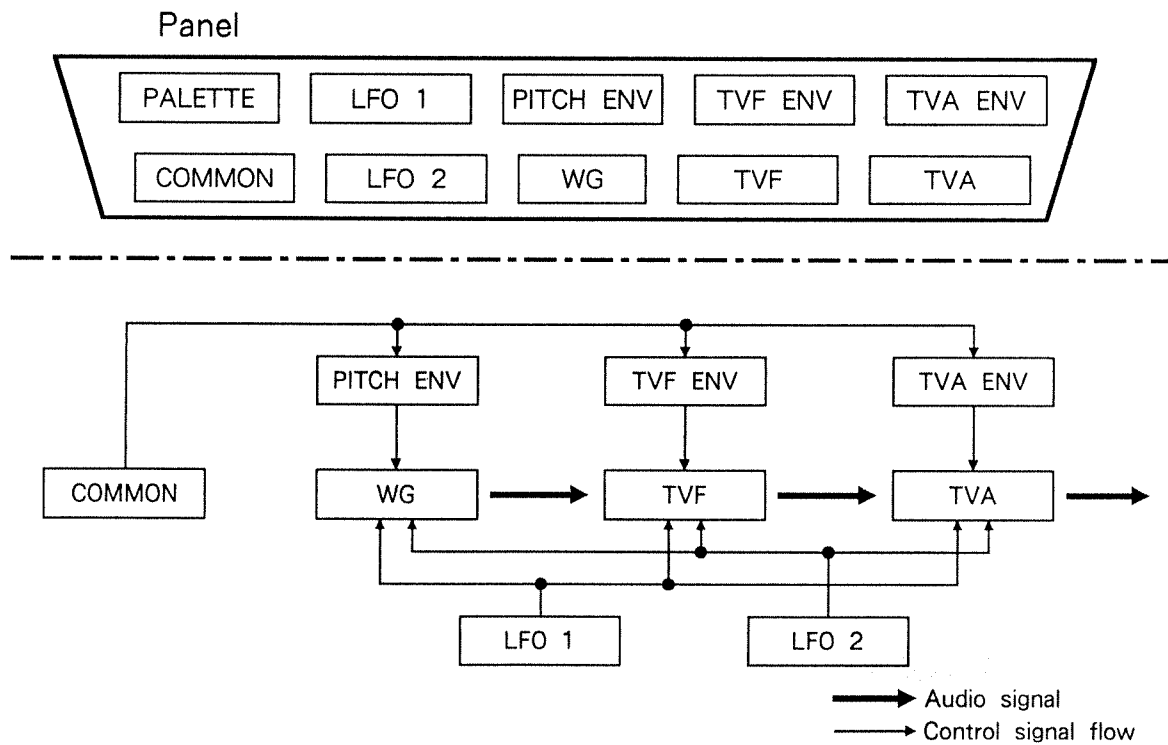 Panel
PALETTE LFO 1 PITCH ENV TVF ENV TVA ENV
COMMON LFO 2 WG TVF TVA
PITCH ENV TVF ENV TVA ENV
COMMON WG TVF TVA
LFO 1 LFO 2
Audio signal
Control signal flow